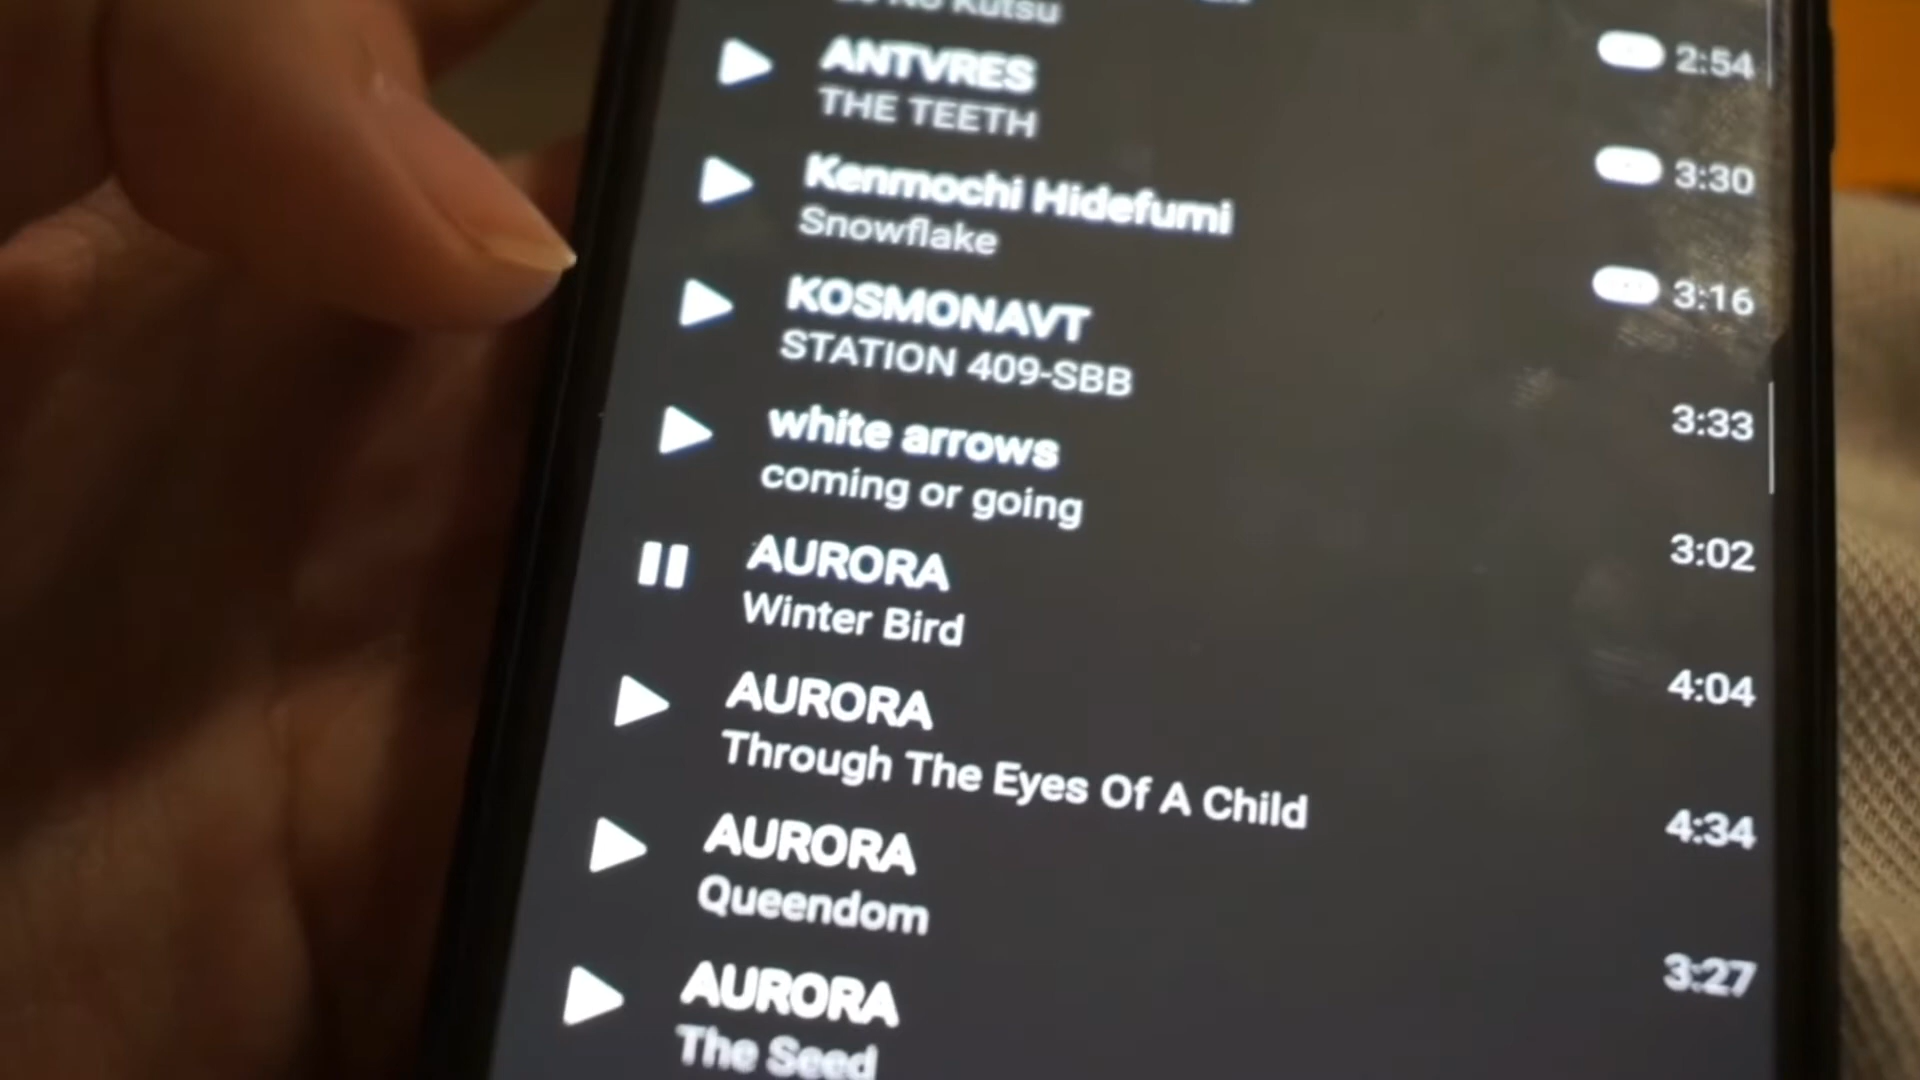 No Kutsu
2:54
ANTVRES
THE TEETH
3:30
Kenmochi Hidefumi
Snowflake
3:16
KOSMONAVT
STATION 409-SBB
3:33
white arrows
coming or going
3:02
AURORA
Winter Bird
4:04
AURORA
Through The Eyes Of A Child
4:34
AURORA
Queendom
3:27
AURORA
The Seed